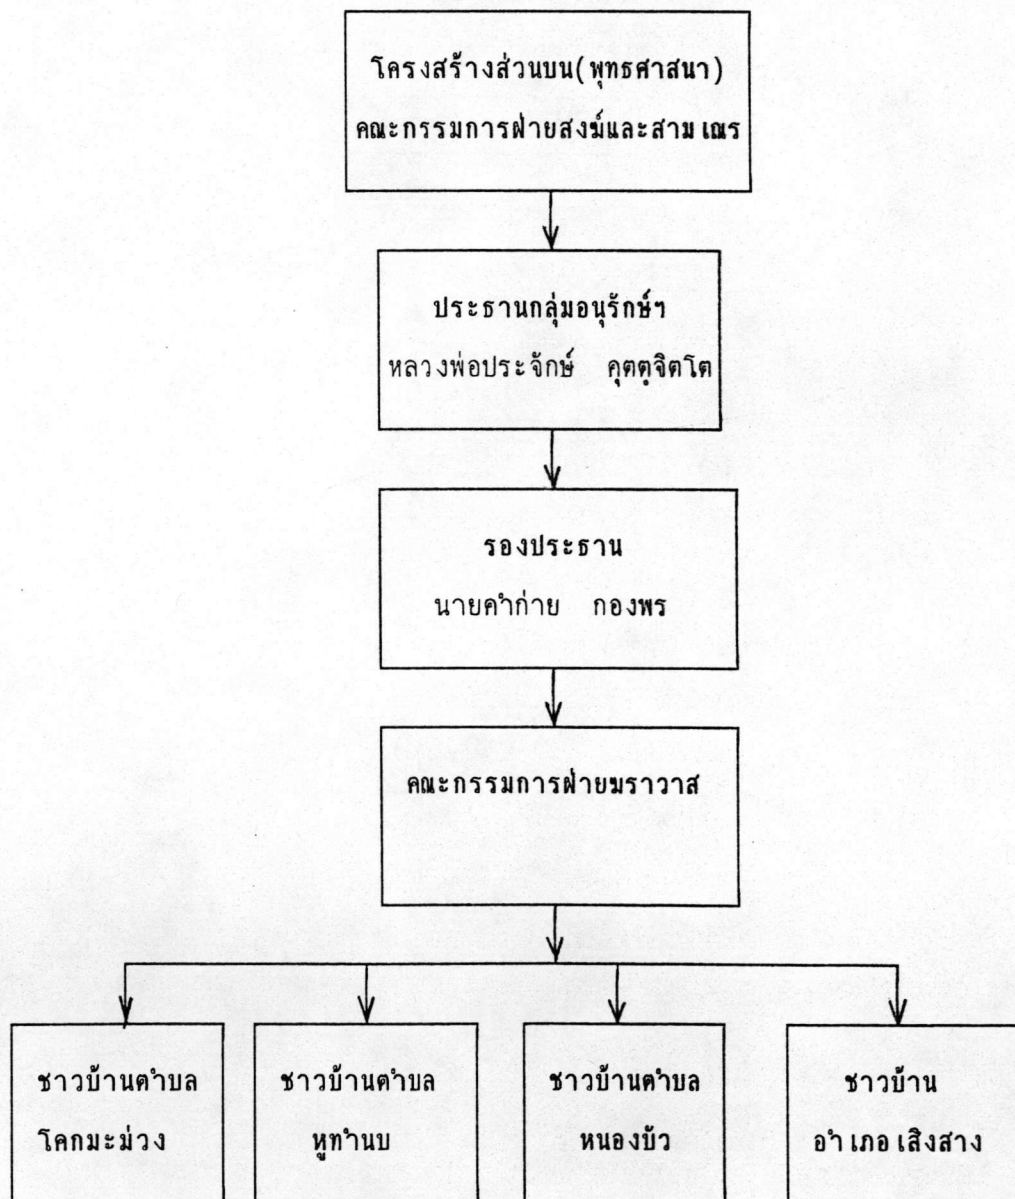 โครงสร้างส่วนบน(พุทธศาสนา)
คณะกรรมการฝ่ายสงฆ์และสามเณร
ประธานกลุ่มอนุรักษ์ฯ
หลวงพ่อประจักษ์ คุตตฺจิตโต
รองประธาน
นายคำก่าย กองพร
คณะกรรมการฝ่ายฆราวาส
ชาวบ้านตำบล
โคกมะม่วง
ชาวบ้านตำบล
หูทำนบ
ชาวบ้านตำบล
หนองบัว
ชาวบ้าน
อำเภอเสิงสาง